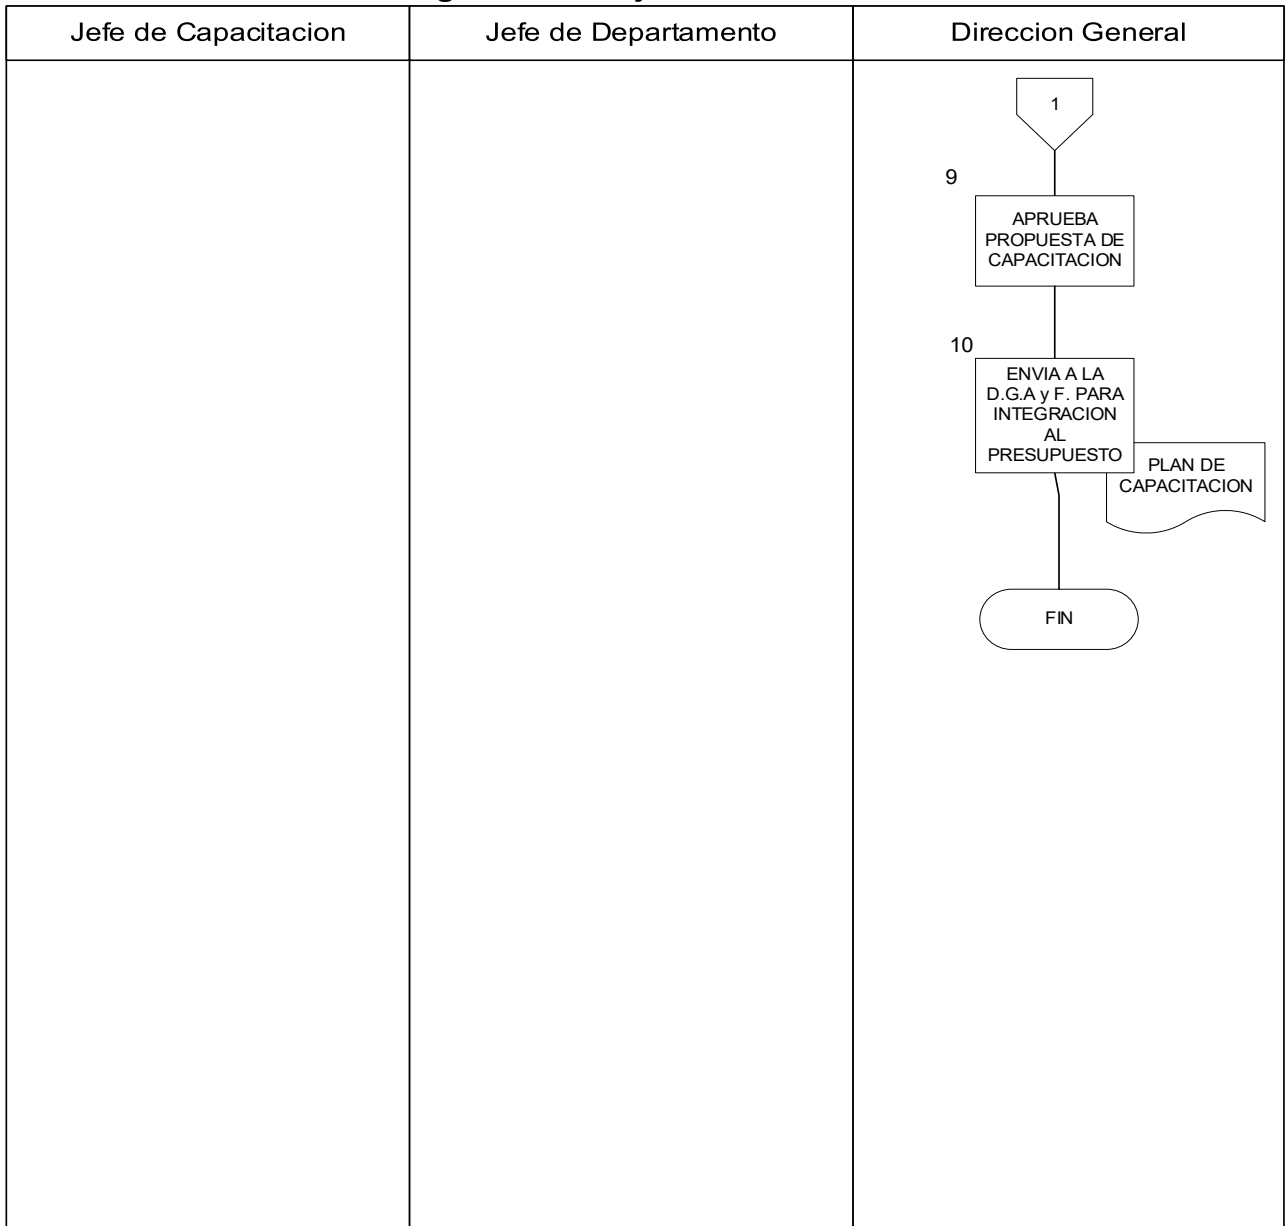 Jefe de Capacitacion
Jefe de Departamento
Direccion General
1
9
APRUEBA
PROPUESTA DE
CAPACITACION
10
ENVIA A LA
D.G.A y F. PARA
INTEGRACION
AL
PRESUPUESTO
PLAN DE
CAPACITACION
FIN